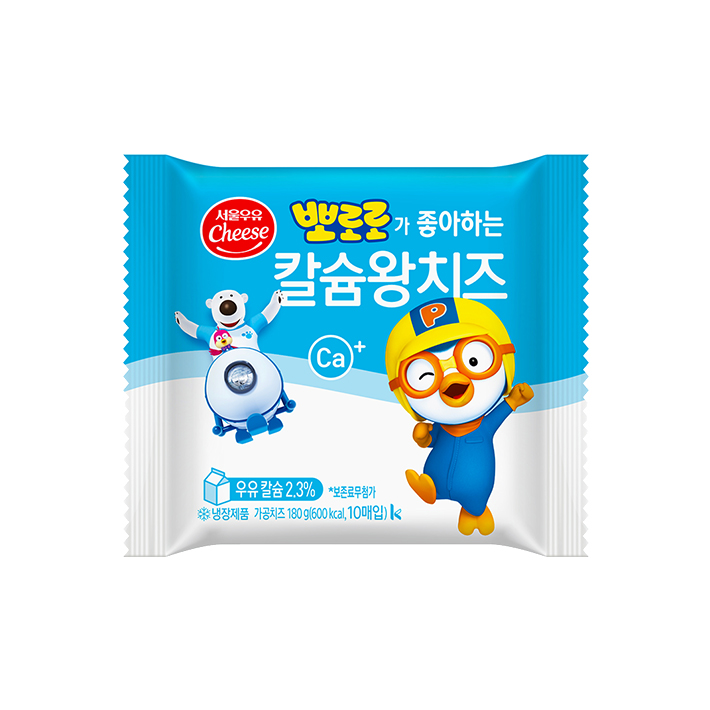 서울우유
Cheese
뽀로로가 좋아하는
칼슘왕치즈
P
Ca+
우유 칼슘 2.3% *보존료무첨가
냉장제품 가공치즈 180 g(600 kcal, 10매입)